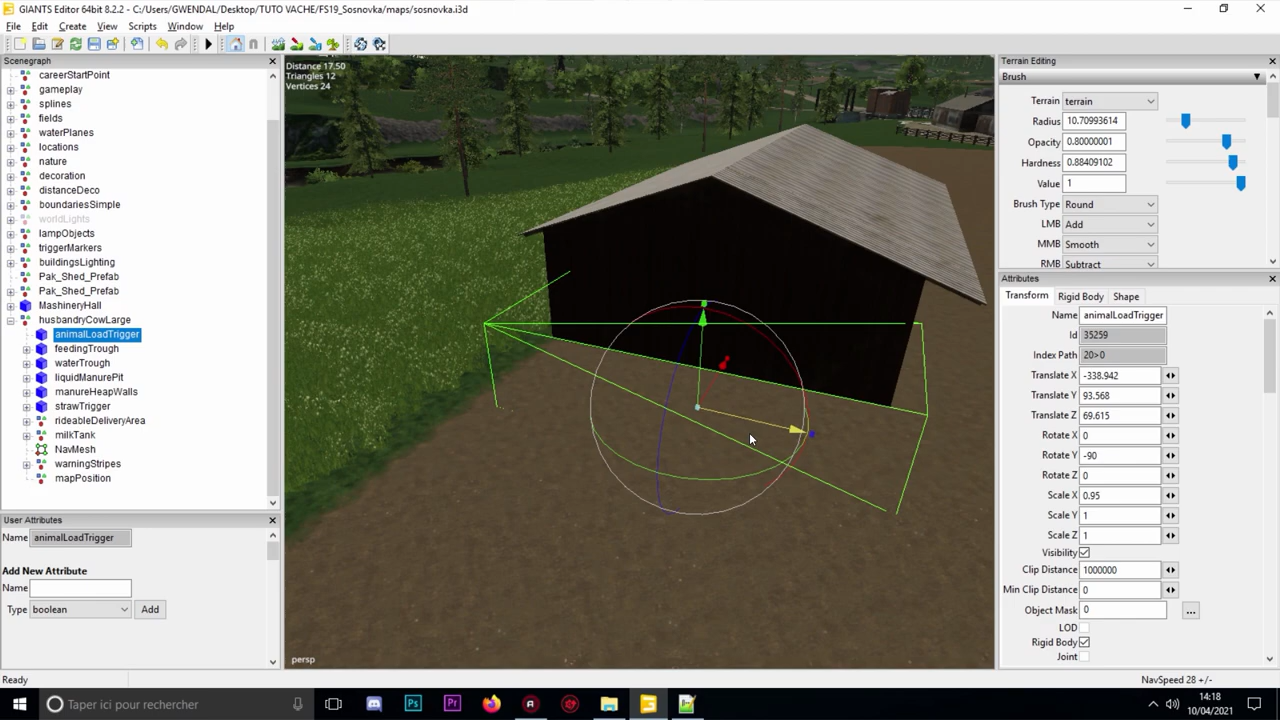 GIANTS Editor 64bit 8.2.2 - C:/Users/GWENDAL/Desktop/TUTO VACHE/FS19_Sosnovka/maps/sosnovka.i3d
File Edit Create View Scripts Window Help
Scenegraph
careerStartPoint
gameplay
splines
fields
waterPlanes
locations
nature
decoration
distanceDeco
boundariesSimple
worldLights
lampObjects
triggerMarkers
buildingsLighting
Pak_Shed_Prefab
Pak_Shed_Prefab
MachineryHall
husbandryCowLarge
animalLoadTrigger
feedingTrough
waterTrough
liquidManurePit
manureHeapWalls
strawTrigger
rideableDeliveryArea
milkTank
NavMesh
warningStripes
mapPosition
User Attributes
Name animalLoadTrigger
Add New Attribute
Name
Type boolean Add
Distance 17.50
Triangles 12
Vertices 24
persp
Terrain Editing
Brush
Terrain terrain
Radius 10.70993614
Opacity 0.80000001
Hardness 0.88409102
Value 1
Brush Type Round
LMB Add
MMB Smooth
RMB Subtract
Attributes
Transform Rigid Body Shape
Name animalLoadTrigger
Id 35259
Index Path 20>0
Translate X -338.942
Translate Y 93.568
Translate Z 69.615
Rotate X 0
Rotate Y -90
Rotate Z 0
Scale X 0.95
Scale Y 1
Scale Z 1
Visibility
Clip Distance 1000000
Min Clip Distance 0
Object Mask 0 ...
LOD
Rigid Body
Joint
Ready NavSpeed 28 +/-
Taper ici pour rechercher
14:18
10/04/2021